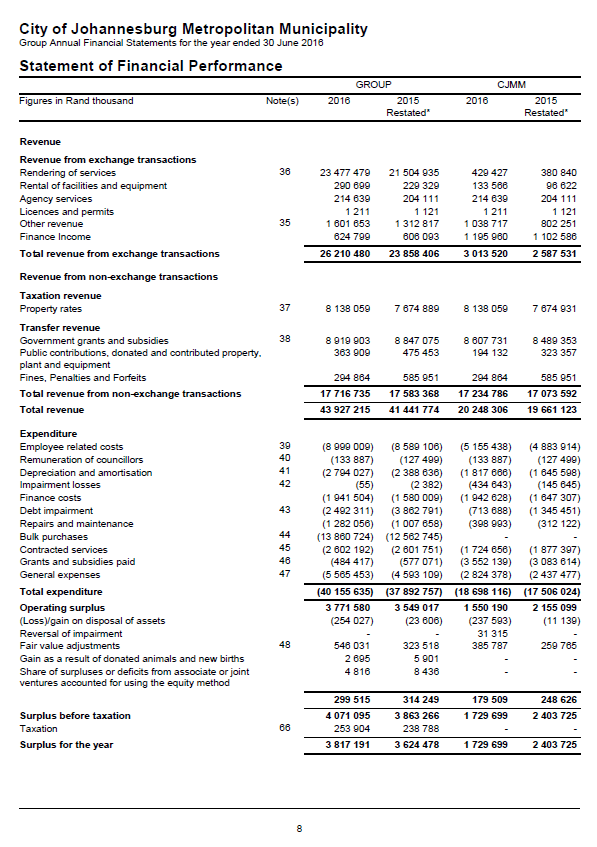 City of Johannesburg Metropolitan Municipality
Group Annual Financial Statements for the year ended 30 June 2016
Statement of Financial Performance
GROUP CJMM
Figures in Rand thousand Note(s) 2016 2015 2016 2015
Restated* Restated*
Revenue
Revenue from exchange transactions
Rendering of services 36 23 477 479 21 504 935 429 427 380 840
Rental of facilities and equipment 290 699 229 329 133 566 96 622
Agency services 214 639 204 111 214 639 204 111
Licences and permits 1 211 1 121 1 211 1 121
Other revenue 35 1 601 653 1 312 817 1 038 717 802 251
Finance Income 624 799 606 093 1 195 960 1 102 586
Total revenue from exchange transactions 26 210 480 23 858 406 3 013 520 2 587 531
Revenue from non-exchange transactions
Taxation revenue
Property rates 37 8 138 059 7 674 889 8 138 059 7 674 931
Transfer revenue
Government grants and subsidies 38 8 919 903 8 847 075 8 607 731 8 489 353
Public contributions, donated and contributed property, 363 909 475 453 194 132 323 357
plant and equipment
Fines, Penalties and Forfeits 294 864 585 951 294 864 585 951
Total revenue from non-exchange transactions 17 716 735 17 583 368 17 234 786 17 073 592
Total revenue 43 927 215 41 441 774 20 248 306 19 661 123
Expenditure
Employee related costs 39 (8 999 009) (8 589 106) (5 155 438) (4 883 914)
Remuneration of councillors 40 (133 887) (127 499) (133 887) (127 499)
Depreciation and amortisation 41 (2 794 027) (2 388 636) (1 817 666) (1 645 598)
Impairment losses 42 (55) (2 382) (434 643) (145 645)
Finance costs (1 941 504) (1 580 009) (1 942 628) (1 647 307)
Debt impairment 43 (2 492 311) (3 862 791) (713 688) (1 345 451)
Repairs and maintenance (1 282 056) (1 007 658) (398 993) (312 122)
Bulk purchases 44 (13 860 724) (12 562 745) - -
Contracted services 45 (2 602 192) (2 601 751) (1 724 656) (1 877 397)
Grants and subsidies paid 46 (484 417) (577 071) (3 552 139) (3 083 614)
General expenses 47 (5 565 453) (4 593 109) (2 824 378) (2 437 477)
Total expenditure (40 155 635) (37 892 757) (18 698 116) (17 506 024)
Operating surplus 3 771 580 3 549 017 1 550 190 2 155 099
(Loss)/gain on disposal of assets (254 027) (23 606) (237 593) (11 139)
Reversal of impairment - - 31 315 -
Fair value adjustments 48 546 031 323 518 385 787 259 765
Gain as a result of donated animals and new births 2 695 5 901 - -
Share of surpluses or deficits from associate or joint 4 816 8 436 - -
ventures accounted for using the equity method
299 515 314 249 179 509 248 626
Surplus before taxation 4 071 095 3 863 266 1 729 699 2 403 725
Taxation 66 253 904 238 788 - -
Surplus for the year 3 817 191 3 624 478 1 729 699 2 403 725
8